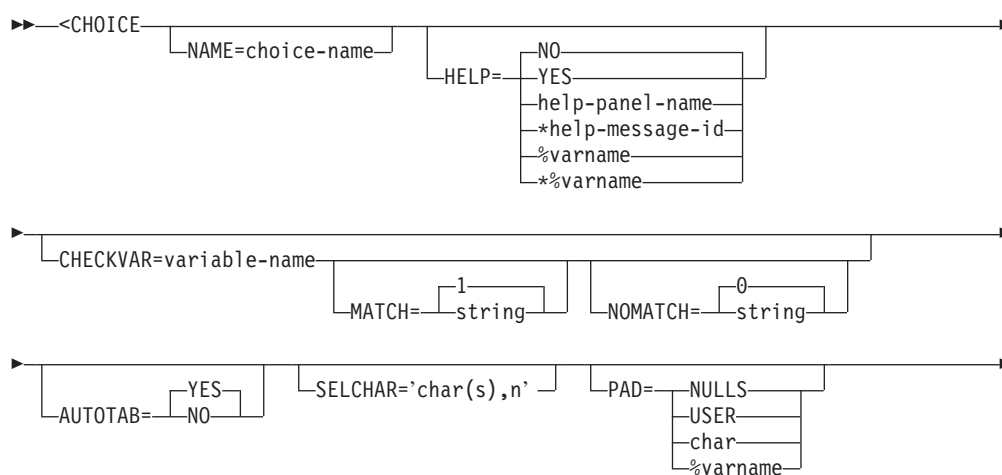 <CHOICE
NAME=choice-name
HELP=
NO
YES
help-panel-name
*help-message-id
%varname
*%varname
CHECKVAR=variable-name
MATCH=
1
string
NOMATCH=
0
string
AUTOTAB=
YES
NO
SELCHAR=’char(s),n’
PAD=
NULLS
USER
char
%varname